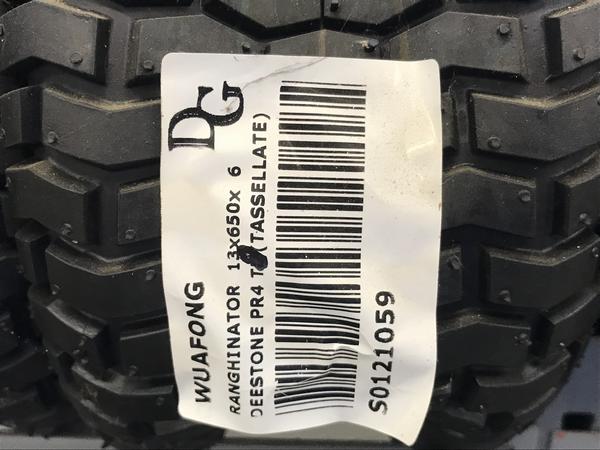 DG
WUAFONG
RANGHINATOR 13x650x 6
DEESTONE PR4 (TASSELLATE)
S0121059